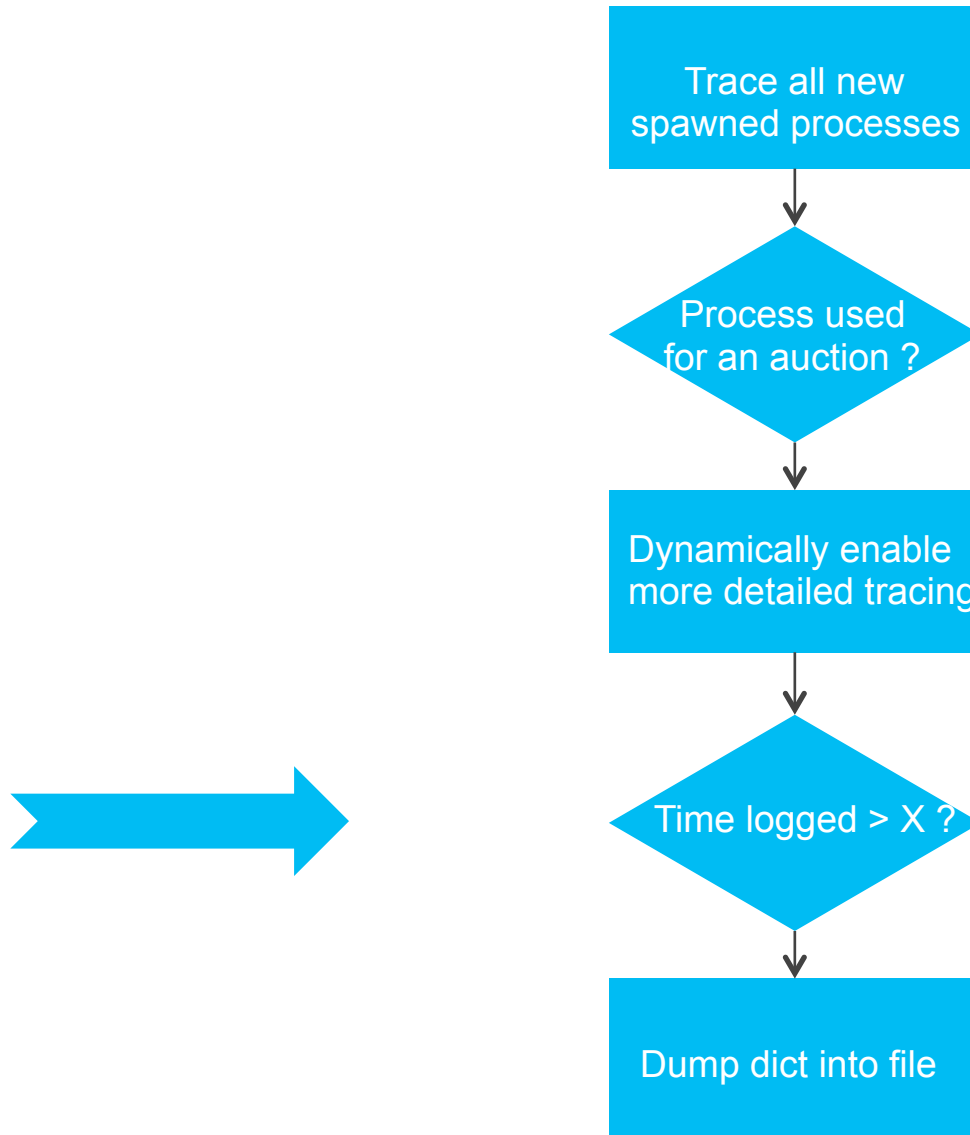 Trace all new
spawned processes
Process used
for an auction ?
Dynamically enable
more detailed tracing
Time logged > X ?
Dump dict into file